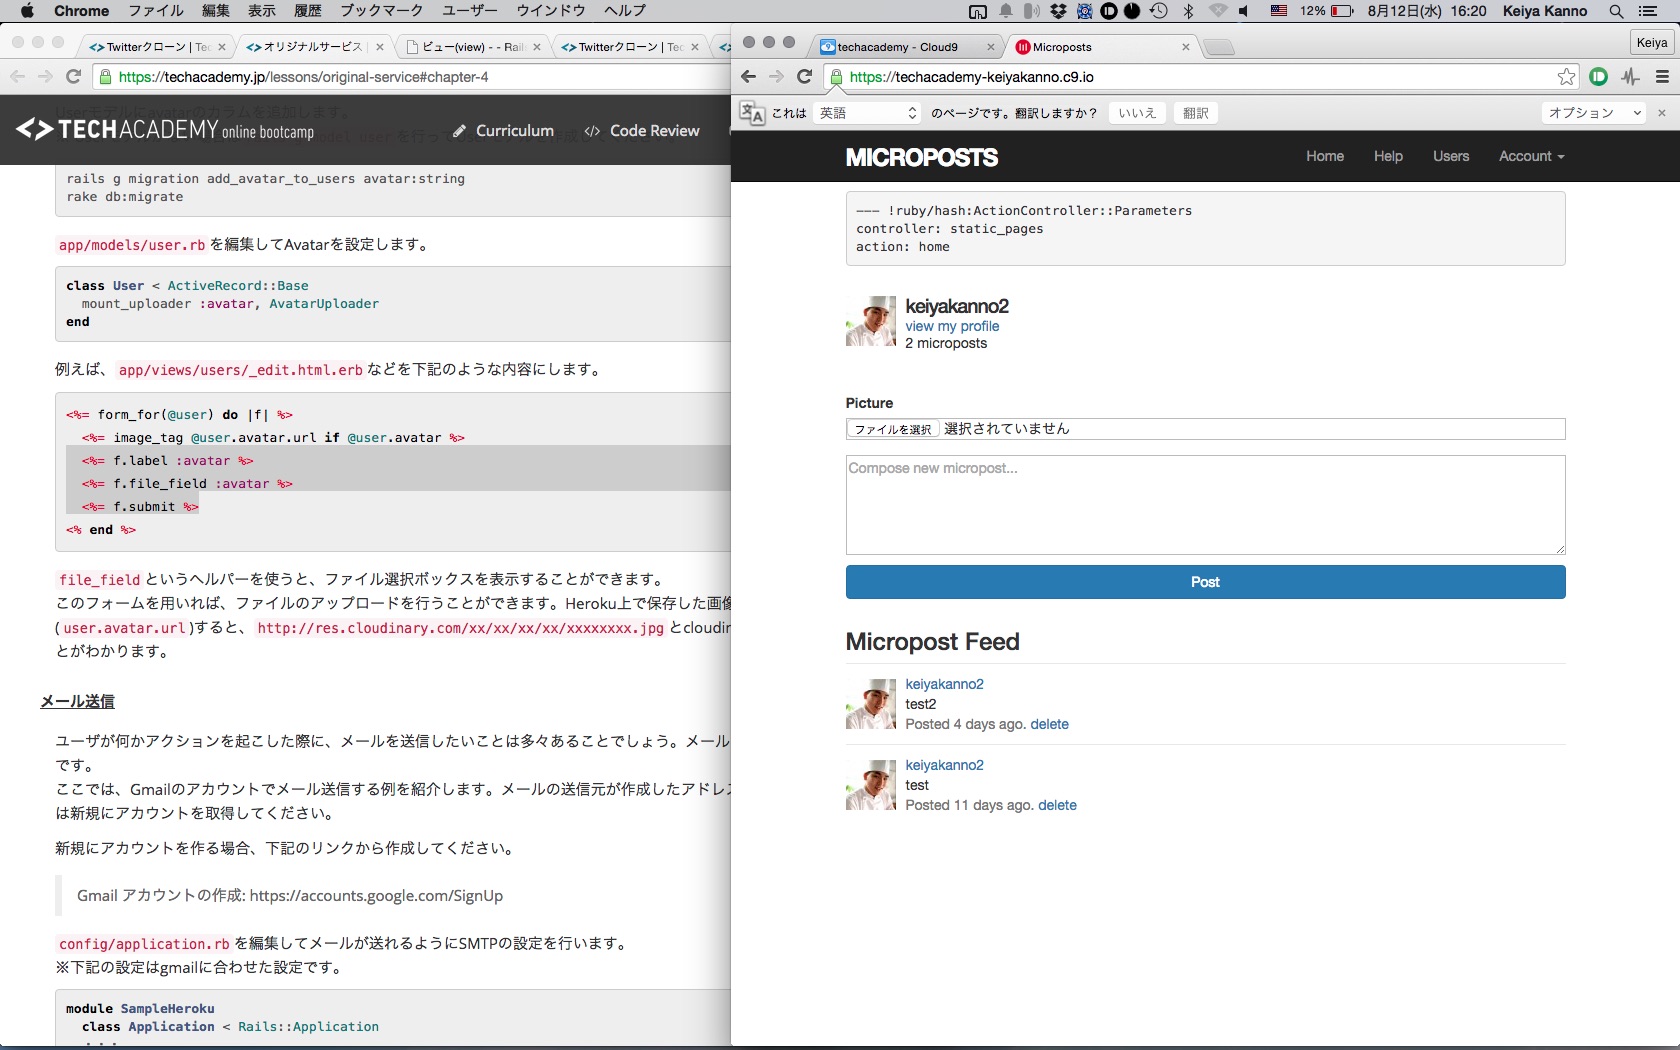 Chrome ファイル 編集 表示 履歴 ブックマーク ユーザー ウインドウ ヘルプ 12% 8月12日(水) 16:20 Keiya Kanno
Twitterクローン | Tec
オリジナルサービス |
ビュー(view) - - Rail
Twitterクローン | Tec
https://techacademy.jp/lessons/original-service#chapter-4
Userモデルにavatarのカラムを追加します。
TECHACADEMY online bootcamp Curriculum Code Review
rails g migration add_avatar_to_users avatar:string
rake db:migrate
app/models/user.rb を編集してAvatarを設定します。
class User < ActiveRecord::Base
mount_uploader :avatar, AvatarUploader
end
例えば、 app/views/users/_edit.html.erb などを下記のような内容にします。
<%= form_for(@user) do |f| %>
<%= image_tag @user.avatar.url if @user.avatar %>
<%= f.label :avatar %>
<%= f.file_field :avatar %>
<%= f.submit %>
<% end %>
file_field というヘルパーを使うと、ファイル選択ボックスを表示することができます。
このフォームを用いれば、ファイルのアップロードを行うことができます。Heroku上で保存した画像
( user.avatar.url )すると、 http://res.cloudinary.com/xx/xx/xx/xx/xxxxxxxx.jpg とcloudin
とがわかります。
メール送信
ユーザが何かアクションを起こした際に、メールを送信したいことは多々あることでしょう。メール
です。
ここでは、Gmailのアカウントでメール送信する例を紹介します。メールの送信元が作成したアドレス
は新規にアカウントを取得してください。
新規にアカウントを作る場合、下記のリンクから作成してください。
Gmail アカウントの作成: https://accounts.google.com/SignUp
config/application.rb を編集してメールが送れるようにSMTPの設定を行います。
※下記の設定はgmailに合わせた設定です。
module SampleHeroku
class Application < Rails::Application
techacademy - Cloud9
Microposts
Keiya
https://techacademy-keiyakanno.c9.io
これは 英語 のページです。翻訳しますか？ いいえ 翻訳 オプション
MICROPOSTS Home Help Users Account
--- !ruby/hash:ActionController::Parameters
controller: static_pages
action: home
keiyakanno2
view my profile
2 microposts
Picture
ファイルを選択 選択されていません
Compose new micropost...
Post
Micropost Feed
keiyakanno2
test2
Posted 4 days ago. delete
keiyakanno2
test
Posted 11 days ago. delete